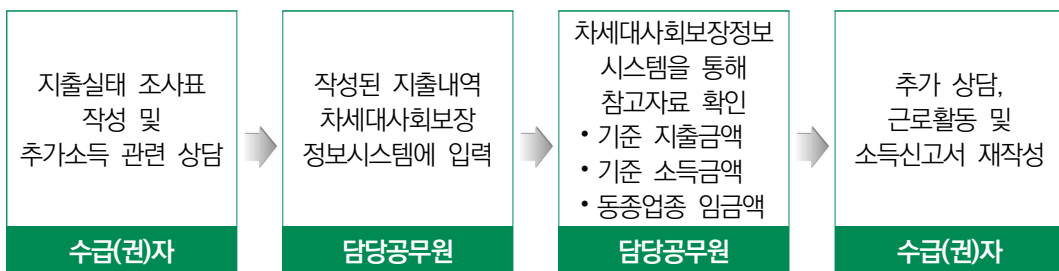 지출실태 조사표
작성 및
추가소득 관련 상담
수급(권)자
작성된 지출내역
차세대사회보장
정보시스템에 입력
담당공무원
차세대사회보장정보
시스템을 통해
참고자료 확인
• 기준 지출금액
• 기준 소득금액
• 동종업종 임금액
담당공무원
추가 상담,
근로활동 및
소득신고서 재작성
수급(권)자